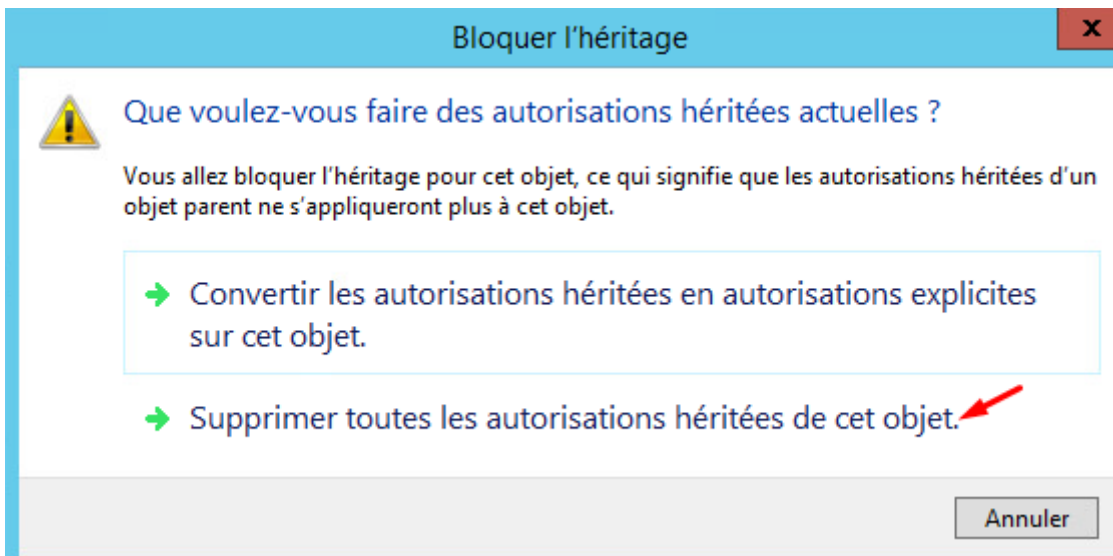 Bloquer l’héritage
x
Que voulez-vous faire des autorisations héritées actuelles ?
Vous allez bloquer l’héritage pour cet objet, ce qui signifie que les autorisations héritées d’un
objet parent ne s’appliqueront plus à cet objet.
Convertir les autorisations héritées en autorisations explicites
sur cet objet.
Supprimer toutes les autorisations héritées de cet objet.
Annuler